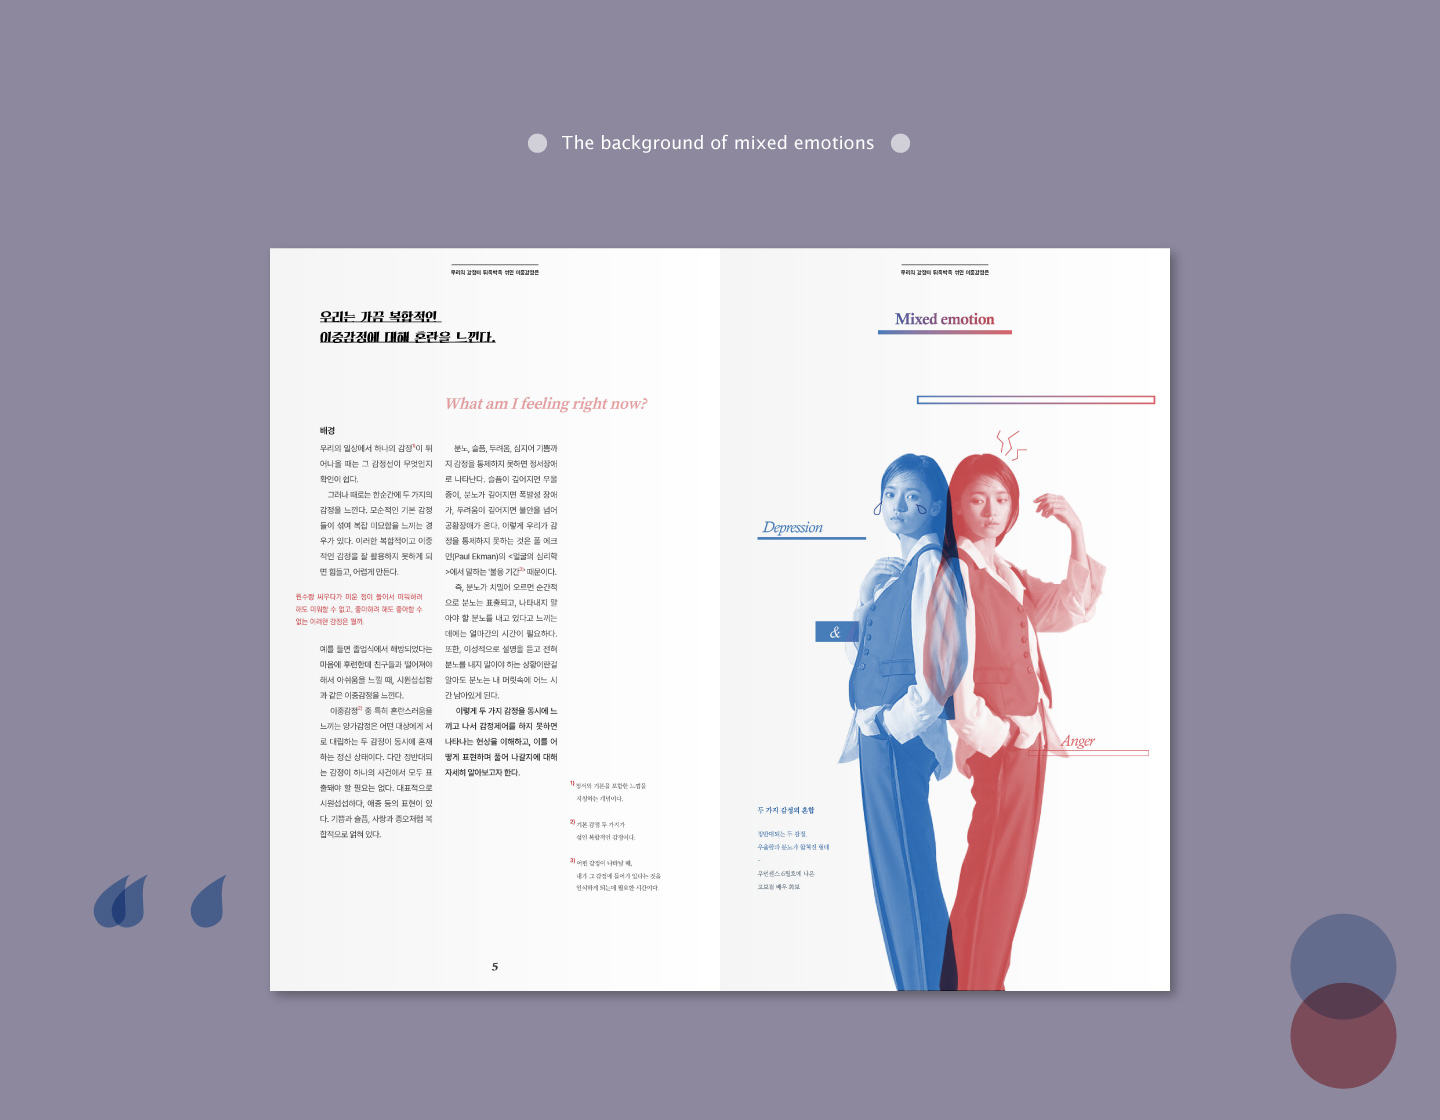 The background of mixed emotions
우리의 감정이 뒤죽박죽 섞인 이중감정은
우리는 가끔 복합적인
이중감정에 대해 혼란을 느낀다.
What am I feeling right now?
배경
우리의 일상에서 하나의 감정1)이 튀
어나올 때는 그 감정선이 무엇인지
확인이 쉽다.
그러나 때로는 한순간에 두 가지의
감정을 느낀다. 모순적인 기본 감정
들이 섞여 복잡 미묘함을 느끼는 경
우가 있다. 이러한 복합적이고 이중
적인 감정을 잘 활용하지 못하게 되
면 힘들고, 어렵게 만든다.
원수랑 싸우다가 미운 정이 들어서 미워하려
해도 미워할 수 없고, 좋아하려 해도 좋아할 수
없는 이러한 감정은 뭘까.
예를 들면 졸업식에서 해방되었다는
마음에 후련한데 친구들과 떨어져야
해서 아쉬움을 느낄 때, 시원섭섭함
과 같은 이중감정을 느낀다.
이중감정2) 중 특히 혼란스러움을
느끼는 양가감정은 어떤 대상에게 서
로 대립하는 두 감정이 동시에 혼재
하는 정신 상태이다. 다만 정반대되
는 감정이 하나의 사건에서 모두 표
출돼야 할 필요는 없다. 대표적으로
시원섭섭하다, 애증 등의 표현이 있
다. 기쁨과 슬픔, 사랑과 증오처럼 복
합적으로 얽혀 있다.
분노, 슬픔, 두려움, 심지어 기쁨까
지 감정을 통제하지 못하면 정서장애
로 나타난다. 슬픔이 깊어지면 우울
증이, 분노가 깊어지면 폭발성 장애
가, 두려움이 깊어지면 불안을 넘어
공황장애가 온다. 이렇게 우리가 감
정을 통제하지 못하는 것은 폴 에크
먼(Paul Ekman)의 <얼굴의 심리학
>에서 말하는 '불응 기간3)' 때문이다.
즉, 분노가 치밀어 오르면 순간적
으로 분노는 표출되고, 나타내지 말
아야 할 분노를 내고 있다고 느끼는
데에는 얼마간의 시간이 필요하다.
또한, 이성적으로 설명을 듣고 전혀
분노를 내지 말아야 하는 상황이란걸
알아도 분노는 내 머릿속에 어느 시
간 남아있게 된다.
이렇게 두 가지 감정을 동시에 느
끼고 나서 감정제어를 하지 못하면
나타나는 현상을 이해하고, 이를 어
떻게 표현하며 풀어 나갈지에 대해
자세히 알아보고자 한다.
1) 정서의 기본을 포함한 느낌을
지칭하는 개념이다.
2) 기본 감정 두 가지가
섞인 복합적인 감정이다.
3) 어떤 감정이 나타날 때,
내가 그 감정에 들어가 있다는 것을
인식하게 되는데 필요한 시간이다.
5
우리의 감정이 뒤죽박죽 섞인 이중감정은
Mixed emotion
Depression
&
Anger
두 가지 감정의 혼합
정반대되는 두 감정,
우울함과 분노가 합쳐진 형태
-
우먼센스 6월호에 나온
고보결 배우 화보